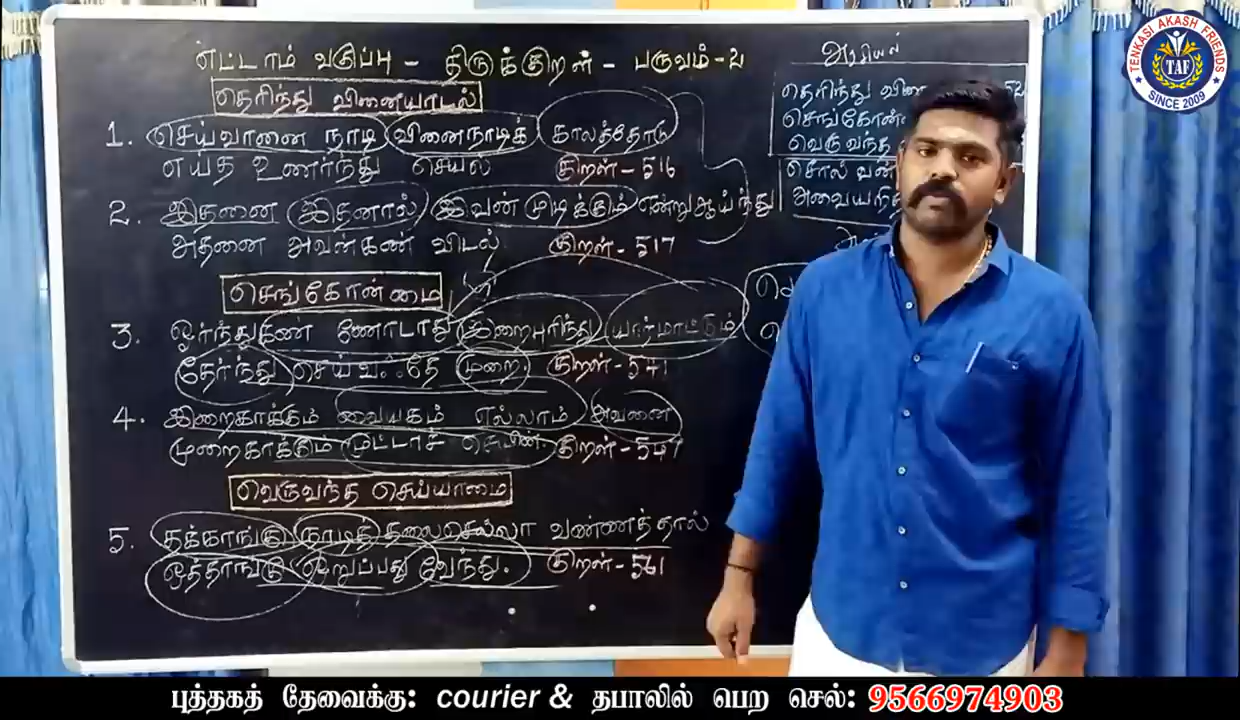 எட்டாம் வகுப்பு - திருக்குறள் - பருவம் - 2
தெரிந்து வினையாடல்
1. செய்வானை நாடி வினைநாடிக் காலத்தோடு
எய்த உணர்ந்து செயல் குறள் - 516
2. இதனை இதனால் இவன் முடிக்கும் என்று ஆய்ந்து
அதனை அவன்கண் விடல். குறள் - 517
செங்கோன்மை
3. ஓர்ந்துகண் ணோடாது இறைபுரிந்து யார்மாட்டும்
தேர்ந்து செய்வஃதே முறை. குறள் - 541
4. இறைகாக்கும் வையகம் எல்லாம் அவனை
முறைகாக்கும் முட்டாச் செயின். குறள் - 547
வெருவந்த செய்யாமை
5. தக்காங்கு நாடித் தலைசெல்லா வண்ணத்தால்
ஒத்தாங்கு ஒறுப்பது வேந்து. குறள் - 561
அரசியல்
தெரிந்து வினை 52
செங்கோன்
வெருவந்த
சொல் வன்
அவையறி
TENKASI AKASH FRIENDS
TAF
SINCE 2009
புத்தகத் தேவைக்கு: courier & தபாலில் பெற செல்: 9566974903